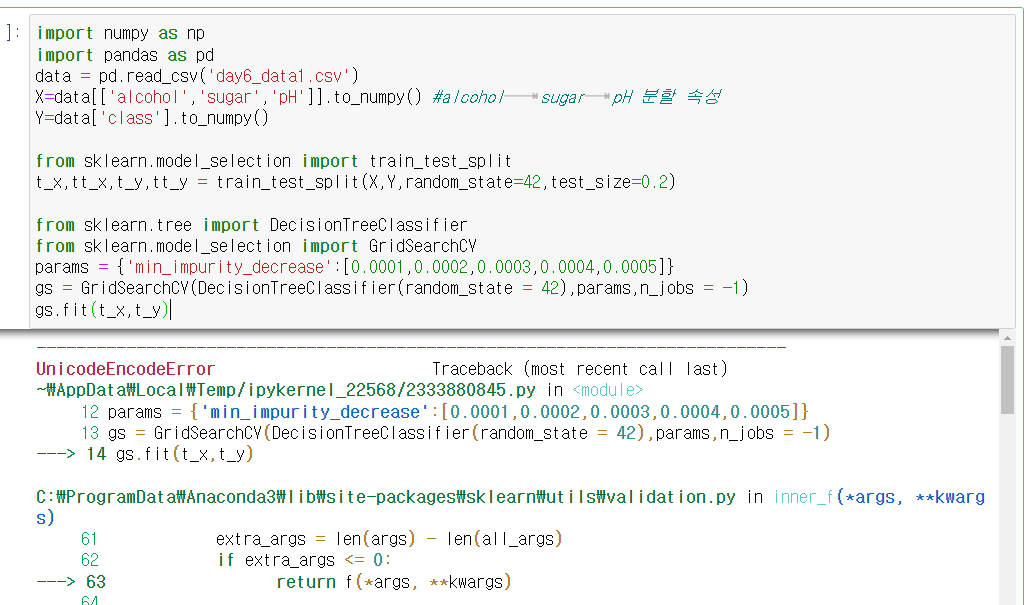 ]:
import numpy as np
import pandas as pd
data = pd.read_csv('day6_data1.csv')
X=data[['alcohol','sugar','pH']].to_numpy() #alcohol→sugar→pH 분할 속성
Y=data['class'].to_numpy()
from sklearn.model_selection import train_test_split
t_x,tt_x,t_y,tt_y = train_test_split(X,Y,random_state=42,test_size=0.2)
from sklearn.tree import DecisionTreeClassifier
from sklearn.model_selection import GridSearchCV
params = {'min_impurity_decrease':[0.0001,0.0002,0.0003,0.0004,0.0005]}
gs = GridSearchCV(DecisionTreeClassifier(random_state = 42),params,n_jobs = -1)
gs.fit(t_x,t_y)
---------------------------------------------------------------------------
UnicodeEncodeError Traceback (most recent call last)
~₩AppData₩Local₩Temp/ipykernel_22568/2333880845.py in <module>
12 params = {'min_impurity_decrease':[0.0001,0.0002,0.0003,0.0004,0.0005]}
13 gs = GridSearchCV(DecisionTreeClassifier(random_state = 42),params,n_jobs = -1)
---> 14 gs.fit(t_x,t_y)
C:₩ProgramData₩Anaconda3₩lib₩site-packages₩sklearn₩utils₩validation.py in inner_f(*args, **kwarg
s)
61 extra_args = len(args) - len(all_args)
62 if extra_args <= 0:
---> 63 return f(*args, **kwargs)
64